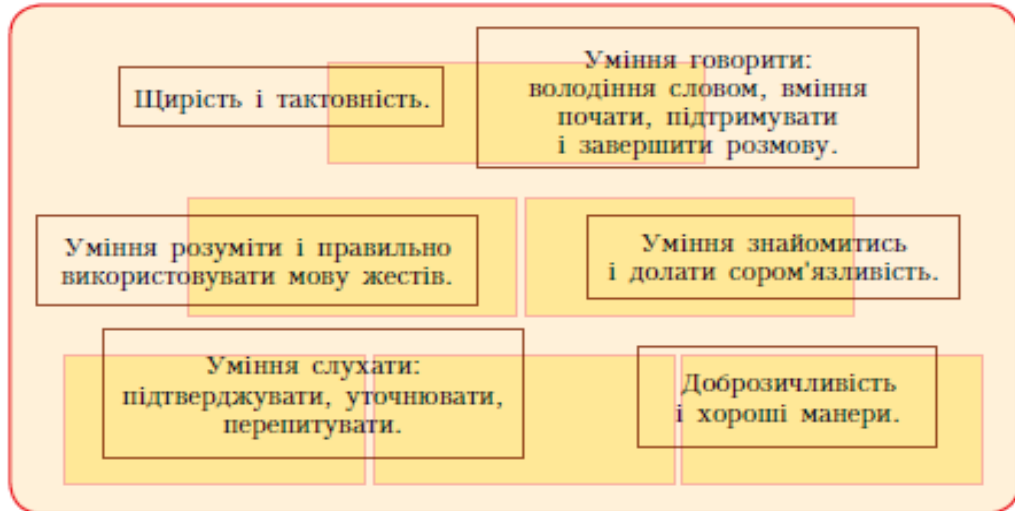 Щирість і тактовність.
Уміння говорити:
володіння словом, вміння
почати, підтримувати
і завершити розмову.
Уміння розуміти і правильно
використовувати мову жестів.
Уміння знайомитись
і долати сором'язливість.
Уміння слухати:
підтверджувати, уточнювати,
перепитувати.
Доброзичливість
і хороші манери.